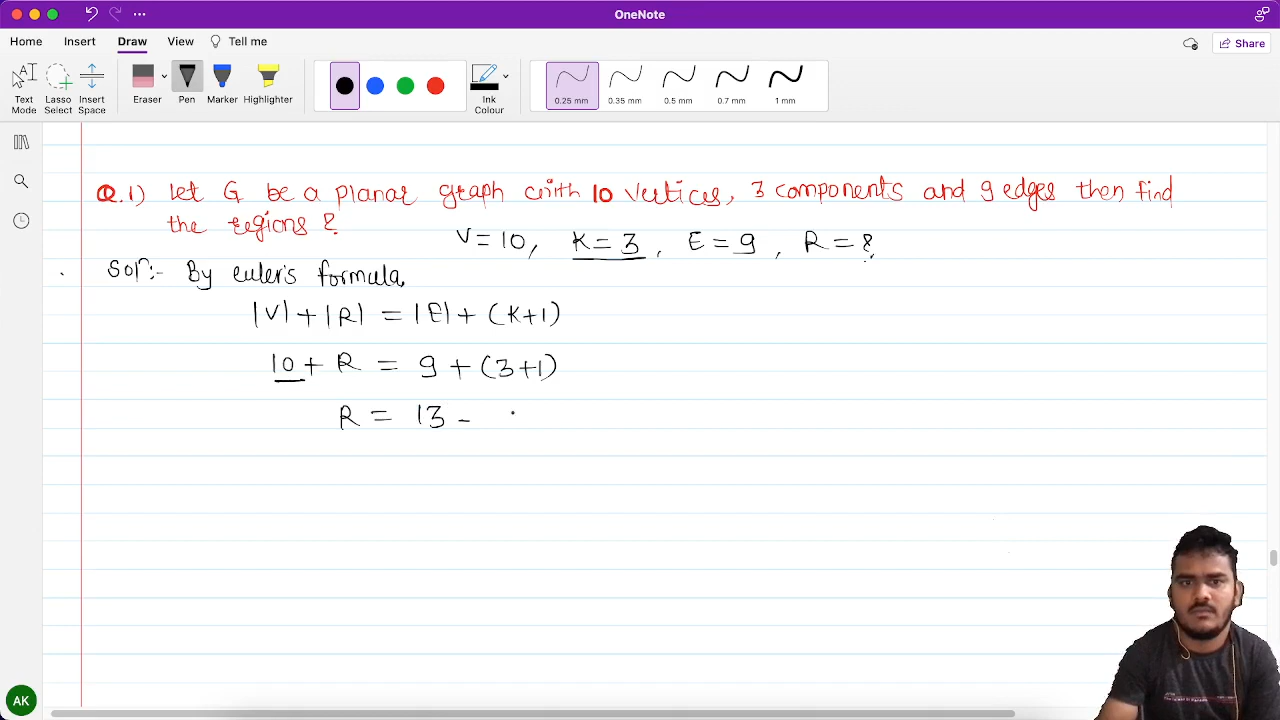 OneNote
Home Insert Draw View Tell me
Share
Text Mode
Lasso Select
Insert Space
Eraser
Pen
Marker
Highlighter
Ink Colour
0.25 mm
0.35 mm
0.5 mm
0.7 mm
1 mm
Q.1) let G be a planar graph with 10 vertices, 3 components and 9 edges then find
the regions ?
V = 10, K = 3, E = 9, R = ?
Solⁿ:- By euler's formula,
|V| + |R| = |E| + (K+1)
10 + R = 9 + (3+1)
R = 13 -
AK